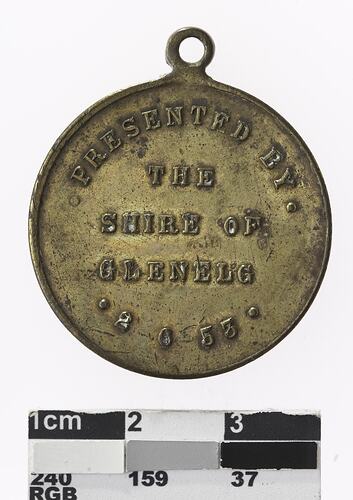 · PRESENTED BY ·
THE
SHIRE OF
GLENELG
· 2 6 53 ·
1cm 2 3
240 159 37
RGB